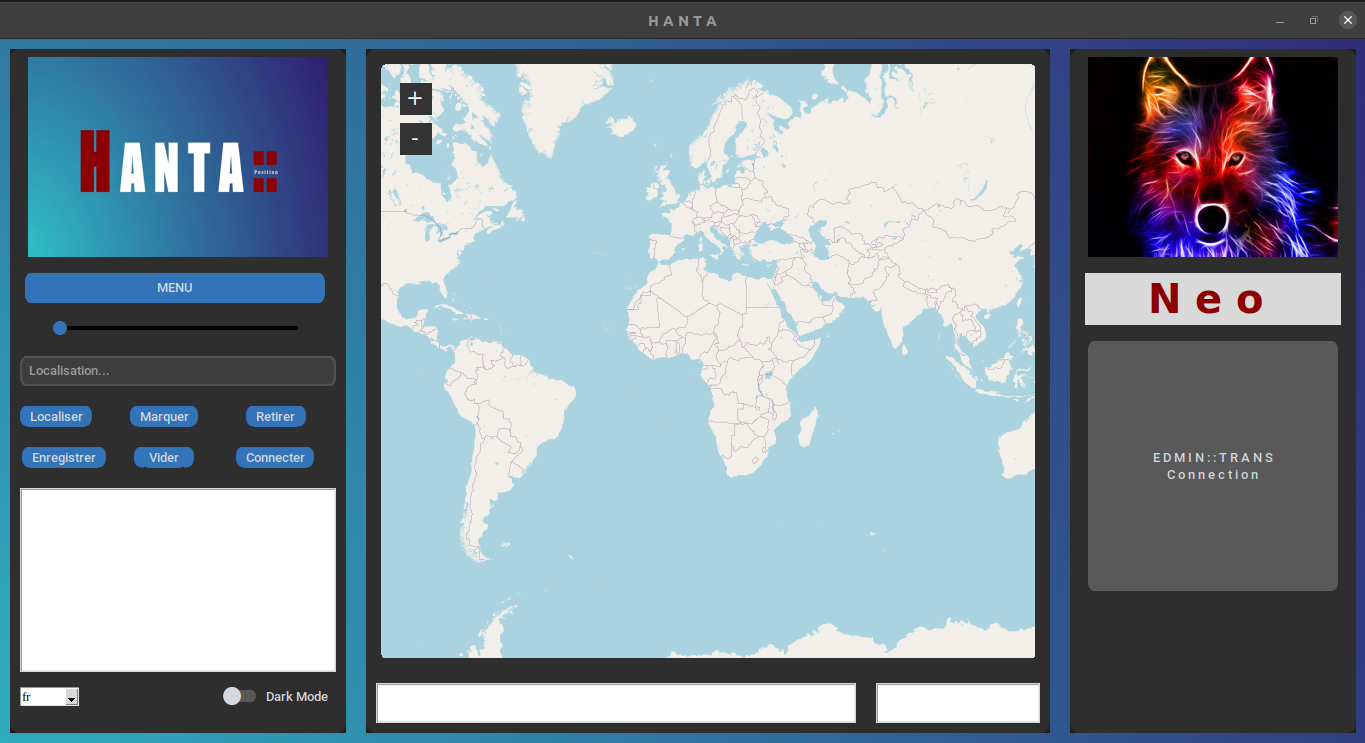 HANTA
HANTA
Position
MENU
Localisation...
Localiser
Marquer
Retirer
Enregistrer
Vider
Connecter
fr
Dark Mode
+
-
Neo
EDMIN::TRANS
Connection